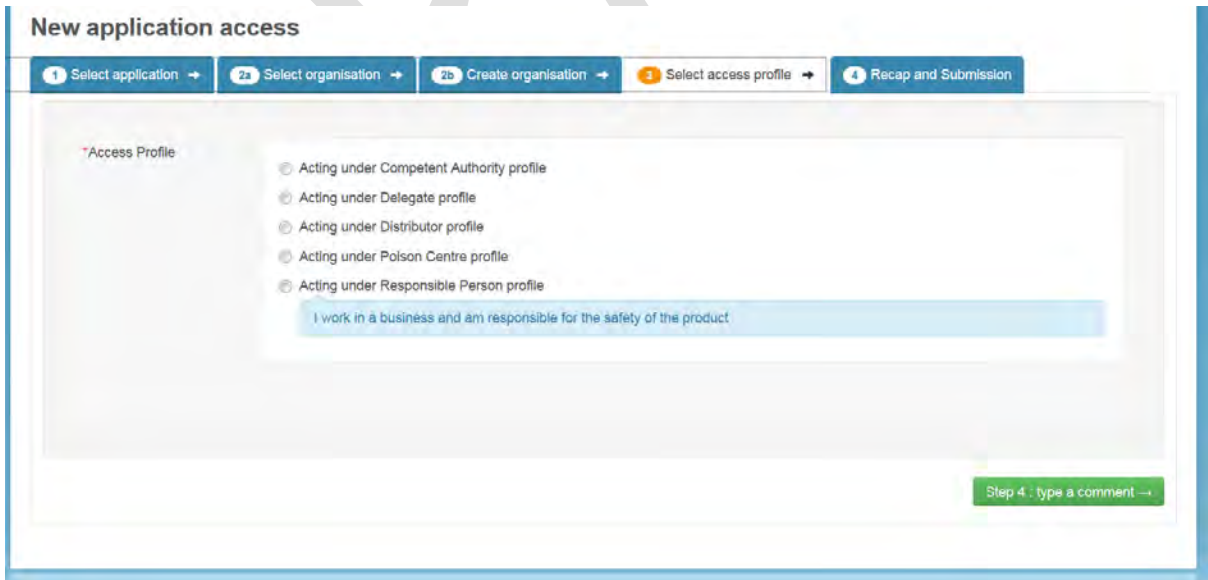 New application access
1 Select application →
2a Select organisation →
2b Create organisation →
3 Select access profile →
4 Recap and Submission
*Access Profile
Acting under Competent Authority profile
Acting under Delegate profile
Acting under Distributor profile
Acting under Poison Centre profile
Acting under Responsible Person profile
I work in a business and am responsible for the safety of the product
Step 4 : type a comment →